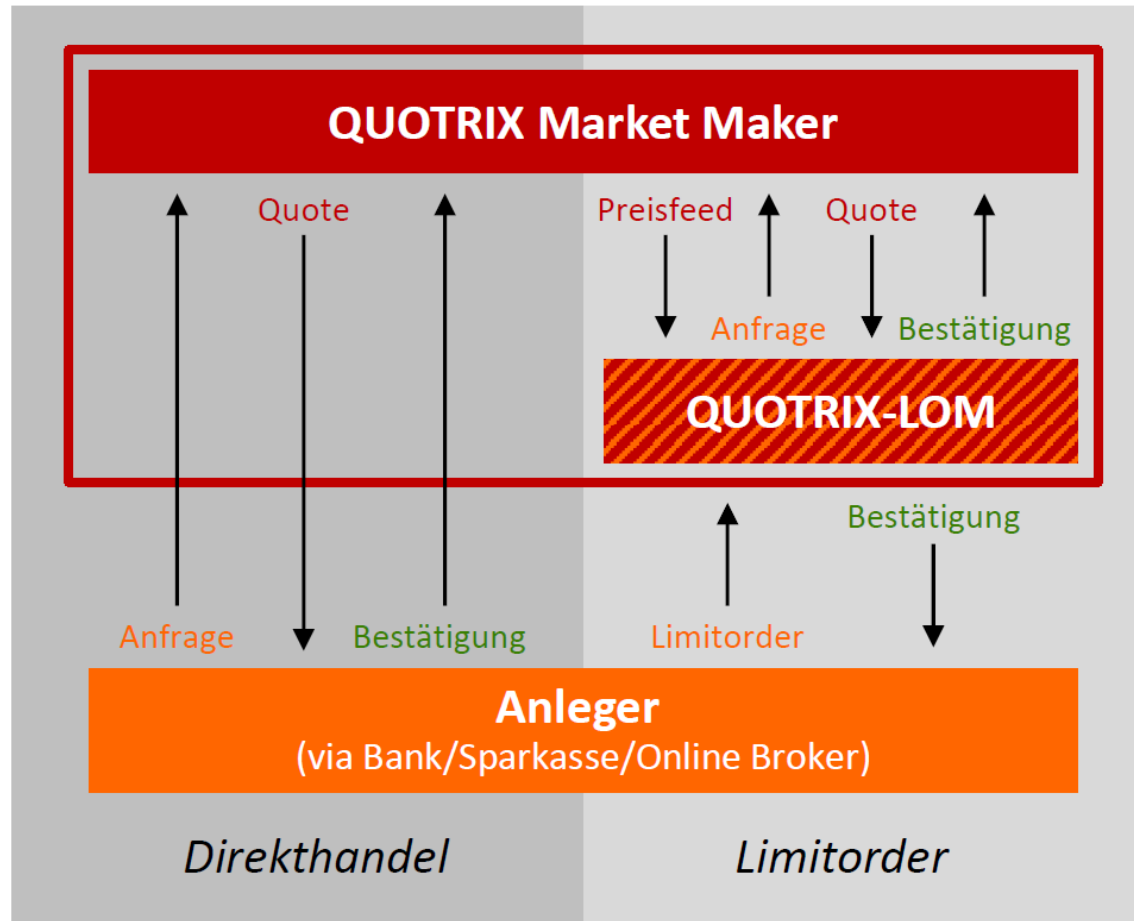 QUOTRIX Market Maker
Quote
Preisfeed
Quote
Anfrage
Bestätigung
QUOTRIX-LOM
Bestätigung
Anfrage
Bestätigung
Limitorder
Anleger
(via Bank/Sparkasse/Online Broker)
Direkthandel
Limitorder